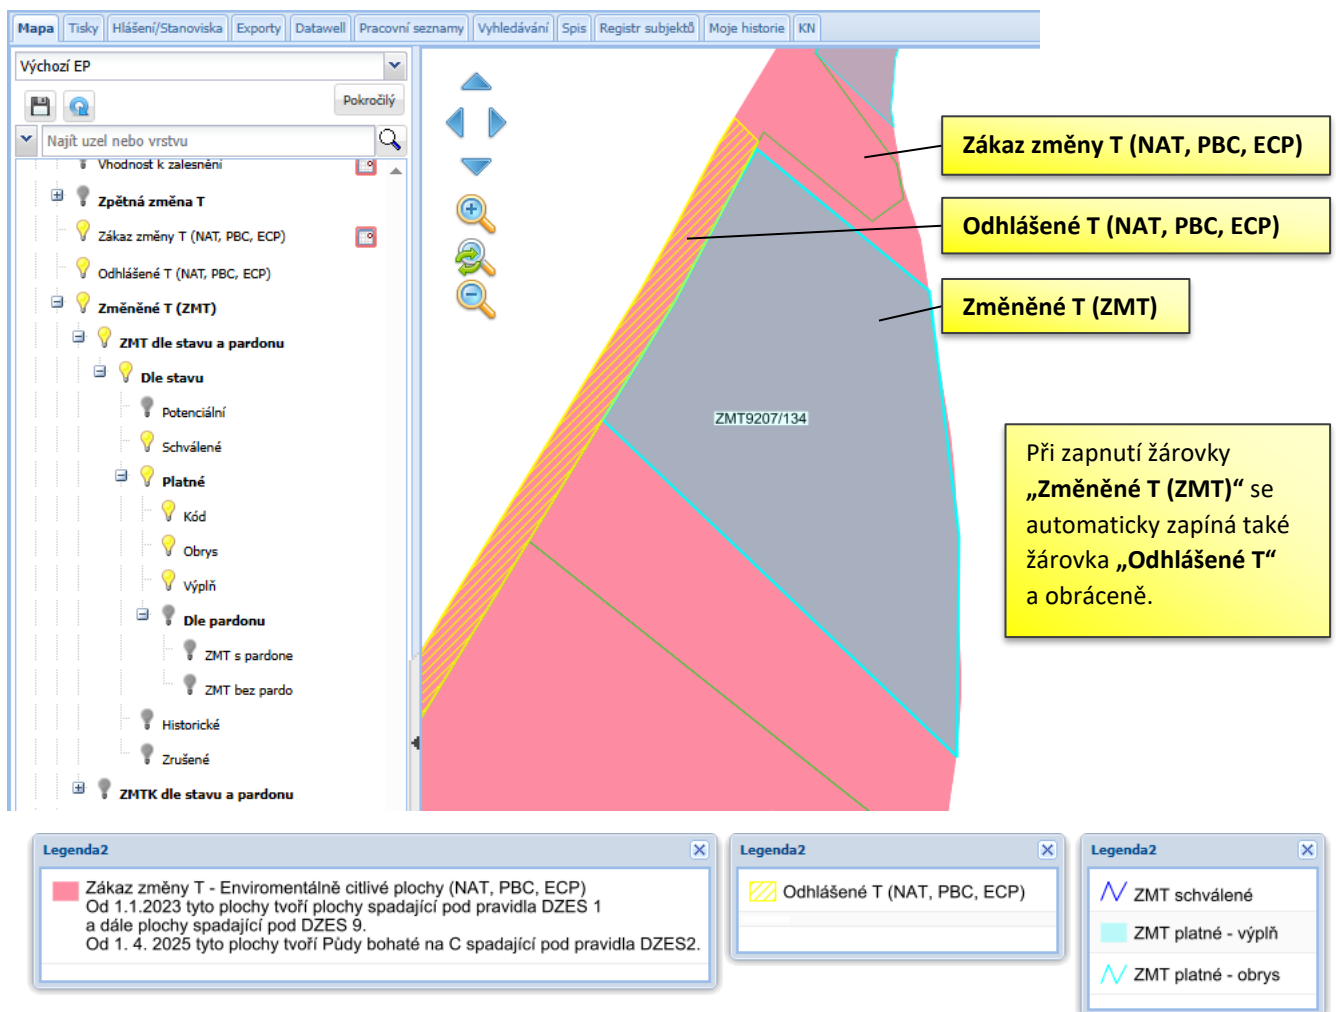 Mapa Tisky Hlášení/Stanoviska Exporty Datawell Pracovní seznamy Vyhledávání Spis Registr subjektů Moje historie KN
Výchozí EP
Pokročilý
Najít uzel nebo vrstvu
Vhodnost k zalesnění
Zpětná změna T
Zákaz změny T (NAT, PBC, ECP)
Odhlášené T (NAT, PBC, ECP)
Změněné T (ZMT)
ZMT dle stavu a pardonu
Dle stavu
Potenciální
Schválené
Platné
Kód
Obrys
Výplň
Dle pardonu
ZMT s pardone
ZMT bez pardo
Historické
Zrušené
ZMTK dle stavu a pardonu
ZMT9207/134
Zákaz změny T (NAT, PBC, ECP)
Odhlášené T (NAT, PBC, ECP)
Změněné T (ZMT)
Při zapnutí žárovky
„Změněné T (ZMT)“ se
automaticky zapíná také
žárovka „Odhlášené T“
a obráceně.
Legenda2
Zákaz změny T - Enviromentálně citlivé plochy (NAT, PBC, ECP)
Od 1.1.2023 tyto plochy tvoří plochy spadající pod pravidla DZES 1
a dále plochy spadající pod DZES 9.
Od 1. 4. 2025 tyto plochy tvoří Půdy bohaté na C spadající pod pravidla DZES2.
Legenda2
Odhlášené T (NAT, PBC, ECP)
Legenda2
ZMT schválené
ZMT platné - výplň
ZMT platné - obrys